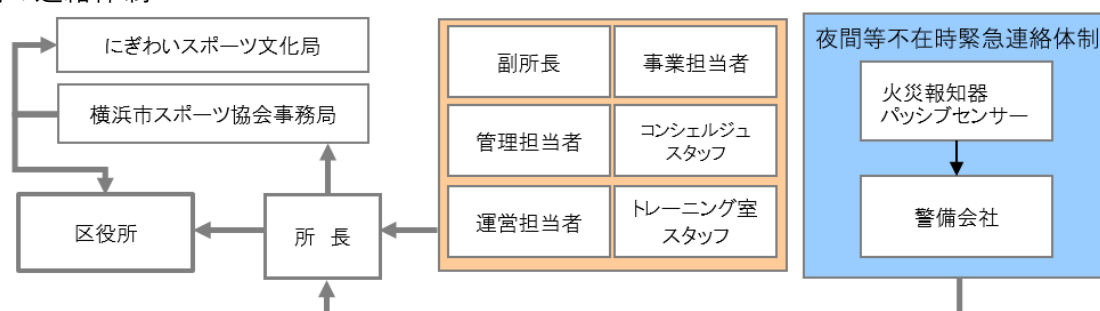 にぎわいスポーツ文化局
横浜市スポーツ協会事務局
区役所
所 長
副所長
事業担当者
管理担当者
コンシェルジュ
スタッフ
運営担当者
トレーニング室
スタッフ
夜間等不在時緊急連絡体制
火災報知器
パッシブセンサー
警備会社